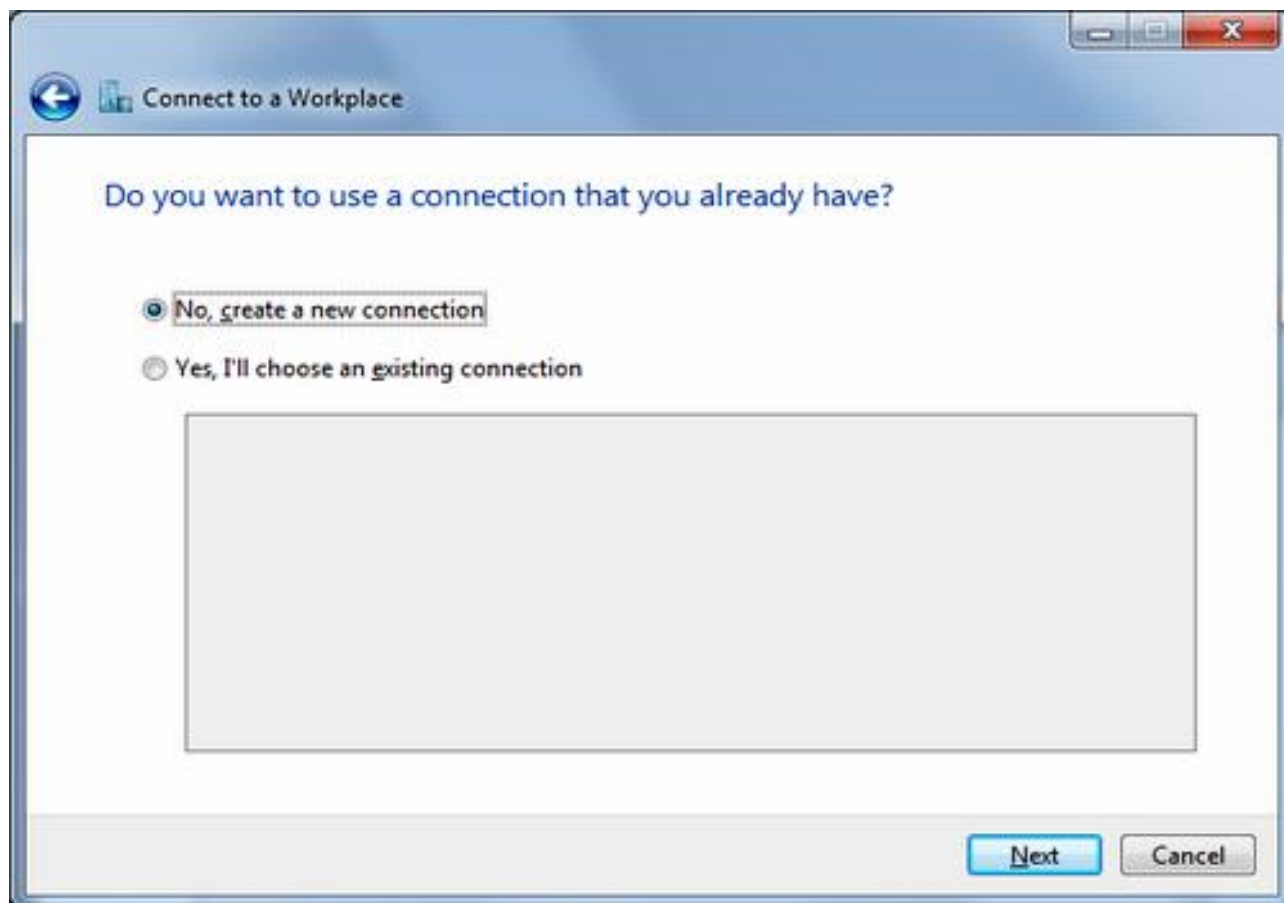 Connect to a Workplace
Do you want to use a connection that you already have?
No, create a new connection
Yes, I'll choose an existing connection
Next
Cancel